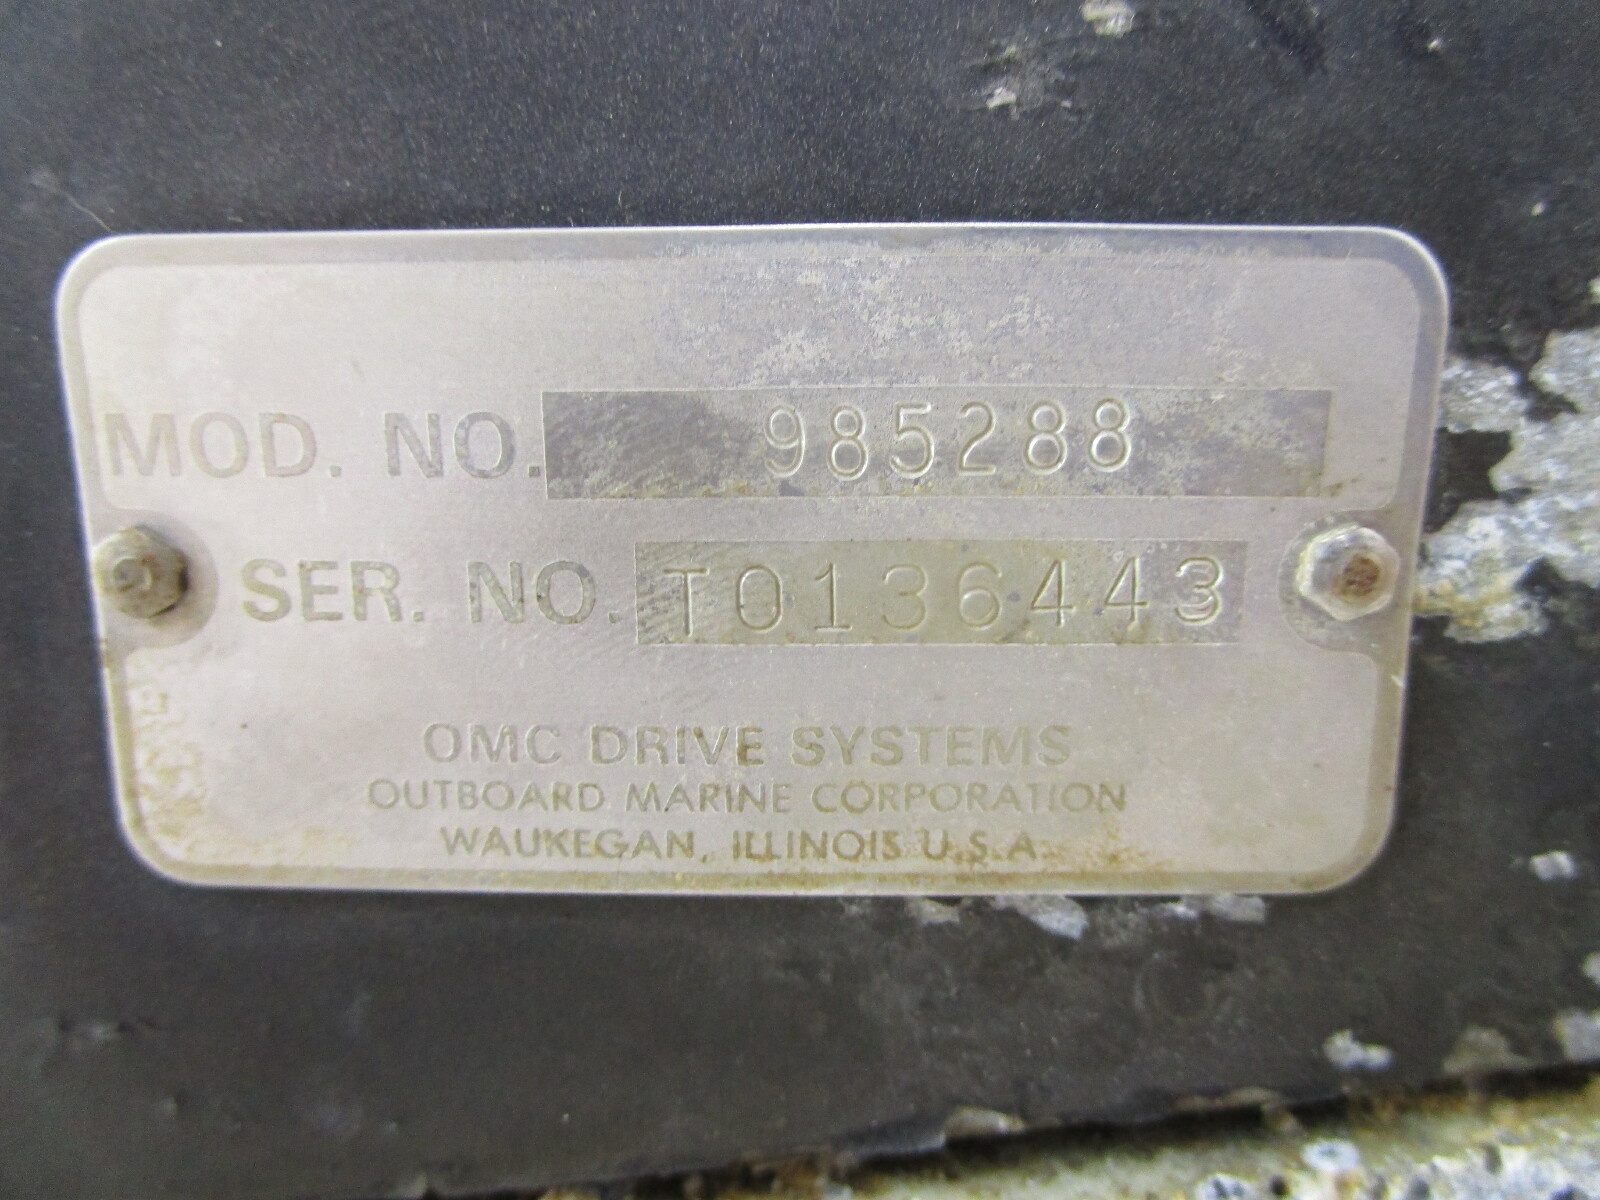 MOD. NO. 985288
SER. NO. T0136443
OMC DRIVE SYSTEMS
OUTBOARD MARINE CORPORATION
WAUKEGAN, ILLINOIS U.S.A.